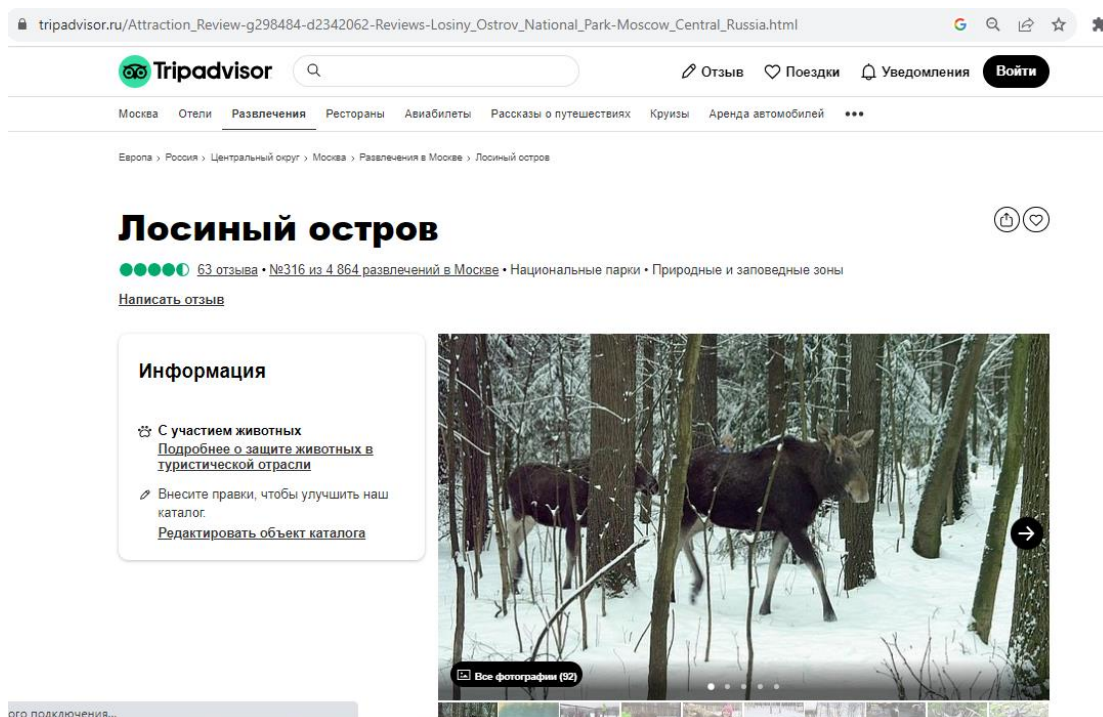 tripadvisor.ru/Attraction_Review-g298484-d2342062-Reviews-Losiny_Ostrov_National_Park-Moscow_Central_Russia.html
Tripadvisor
Отзыв Поездки Уведомления Войти
Москва Отели Развлечения Рестораны Авиабилеты Рассказы о путешествиях Круизы Аренда автомобилей •••
Европа › Россия › Центральный округ › Москва › Развлечения в Москве › Лосиный остров
Лосиный остров
63 отзыва • №316 из 4 864 развлечений в Москве • Национальные парки • Природные и заповедные зоны
Написать отзыв
Информация
С участием животных
Подробнее о защите животных в
туристической отрасли
Внесите правки, чтобы улучшить наш
каталог.
Редактировать объект каталога
Все фотографии (92)